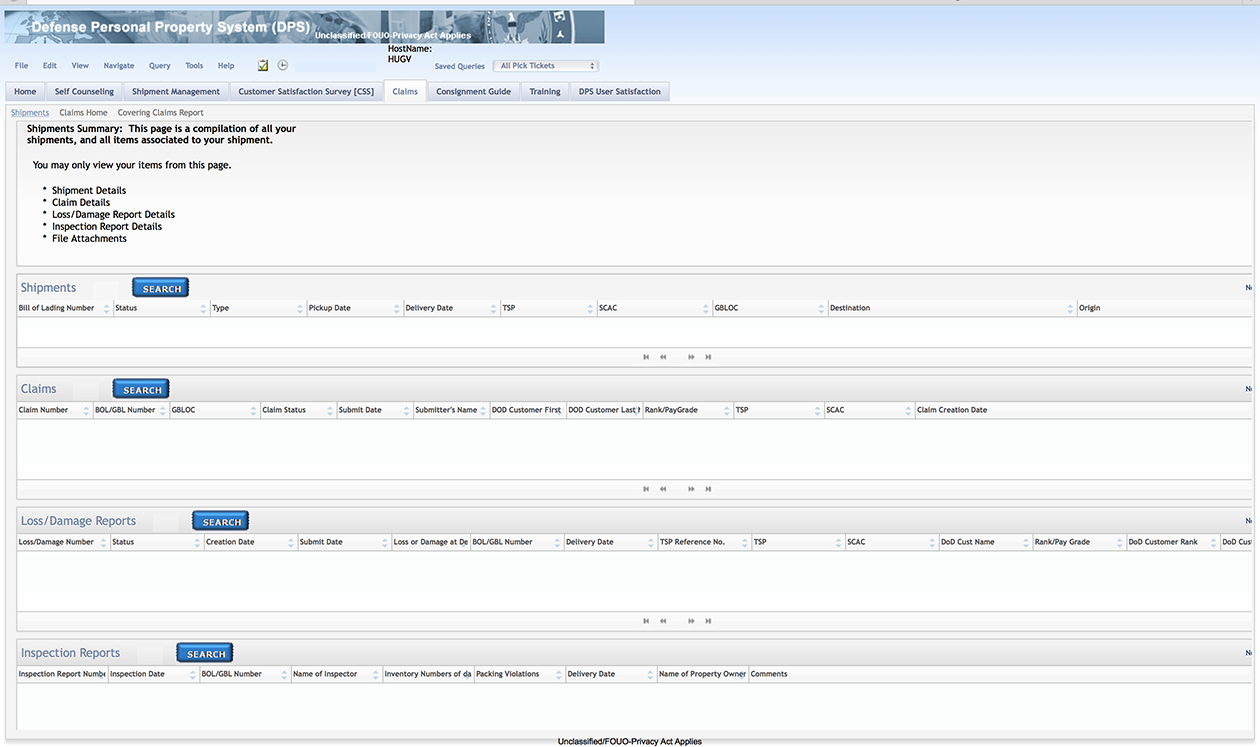 Defense Personal Property System (DPS)
Unclassified FOUO-Privacy Act Applies
HostName:
HUGV
File Edit View Navigate Query Tools Help
Saved Queries All Pick Tickets
Home Self Counseling Shipment Management Customer Satisfaction Survey [CSS] Claims Consignment Guide Training DPS User Satisfaction
Shipments Claims Home Covering Claims Report
Shipments Summary: This page is a compilation of all your
shipments, and all items associated to your shipment.
You may only view your items from this page.
* Shipment Details
* Claim Details
* Loss/Damage Report Details
* Inspection Report Details
* File Attachments
Shipments SEARCH
Bill of Lading Number Status Type Pickup Date Delivery Date TSP SCAC GBLOC Destination Origin
Claims SEARCH
Claim Number BOL/GBL Number GBLOC Claim Status Submit Date Submitter's Name DOD Customer First DOD Customer Last Rank/PayGrade TSP SCAC Claim Creation Date
Loss/Damage Reports SEARCH
Loss/Damage Number Status Creation Date Submit Date Loss or Damage at De BOL/GBL Number Delivery Date TSP Reference No. TSP SCAC DoD Cust Name Rank/Pay Grade DoD Customer Rank DoD Cus
Inspection Reports SEARCH
Inspection Report Numbe Inspection Date BOL/GBL Number Name of Inspector Inventory Numbers of da Packing Violations Delivery Date Name of Property Owner Comments
Unclassified/FOUO-Privacy Act Applies